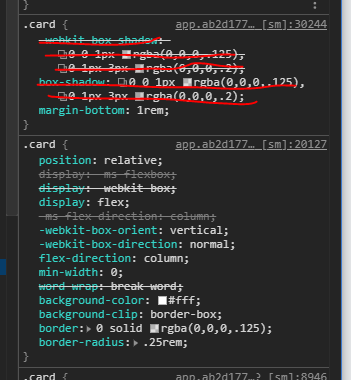 }
.card { app.ab2d177… [sm]:30244
-webkit-box-shadow:
0 0 1px rgba(0,0,0,.125),
0 1px 3px rgba(0,0,0,.2);
box-shadow: 0 0 1px rgba(0,0,0,.125),
0 1px 3px rgba(0,0,0,.2);
margin-bottom: 1rem;
}
.card { app.ab2d177… [sm]:20127
position: relative;
display: -ms-flexbox;
display: -webkit-box;
display: flex;
-ms-flex-direction: column;
-webkit-box-orient: vertical;
-webkit-box-direction: normal;
flex-direction: column;
min-width: 0;
word-wrap: break-word;
background-color: #fff;
background-clip: border-box;
border: 0 solid rgba(0,0,0,.125);
border-radius: .25rem;
}
.card { app.ab2d177…? [sm]:8946